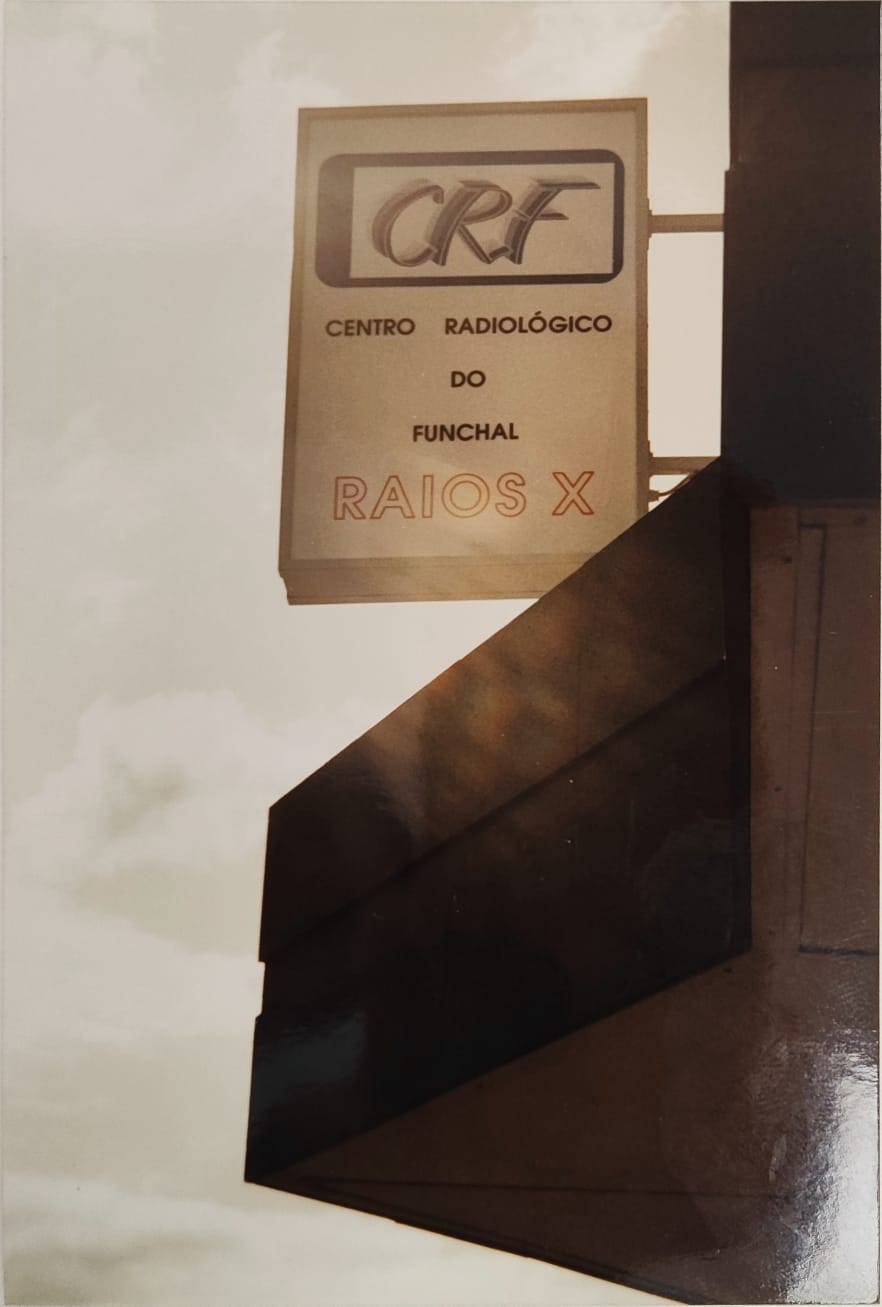 CRF
CENTRO RADIOLÓGICO
DO
FUNCHAL
RAIOS X